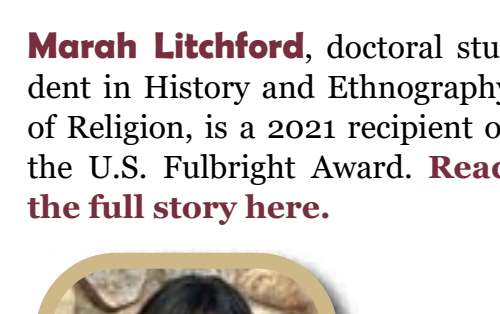 Marah Litchford, doctoral stu
dent in History and Ethnography
of Religion, is a 2021 recipient o
the U.S. Fulbright Award. Read
the full story here.